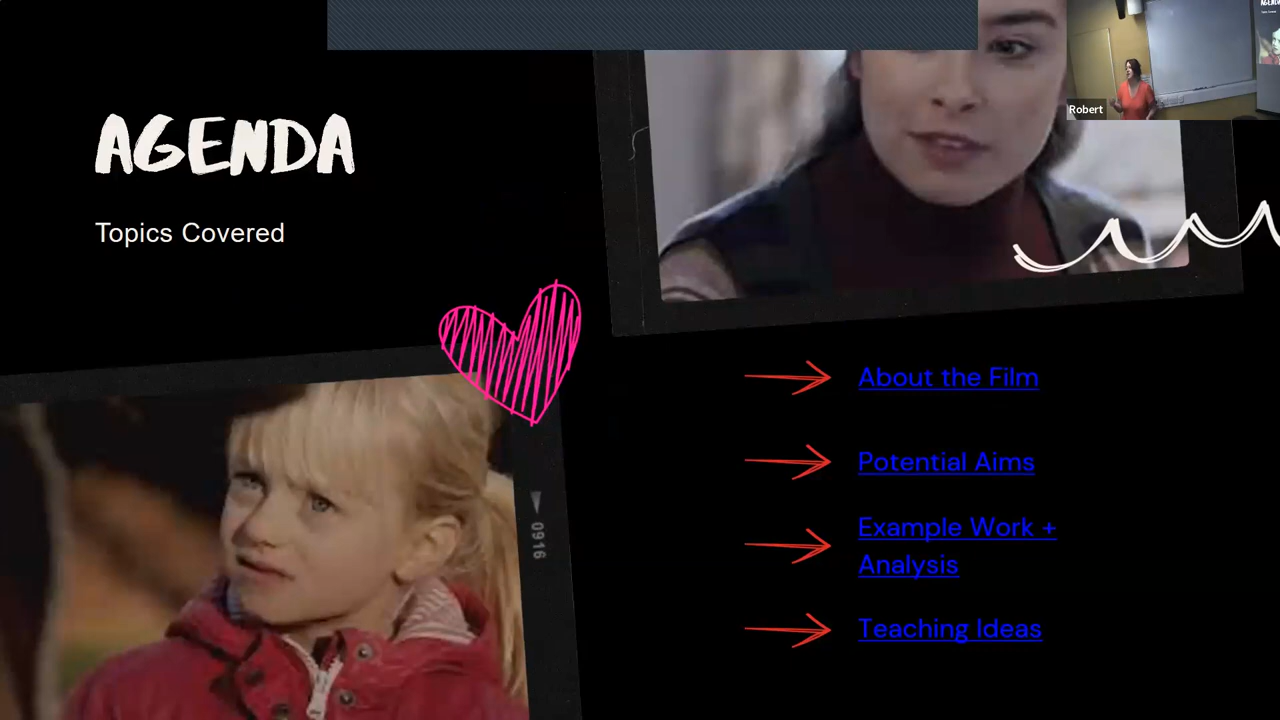 AGENDA
Topics Covered
Robert
About the Film
Potential Aims
Example Work +
Analysis
Teaching Ideas
0916